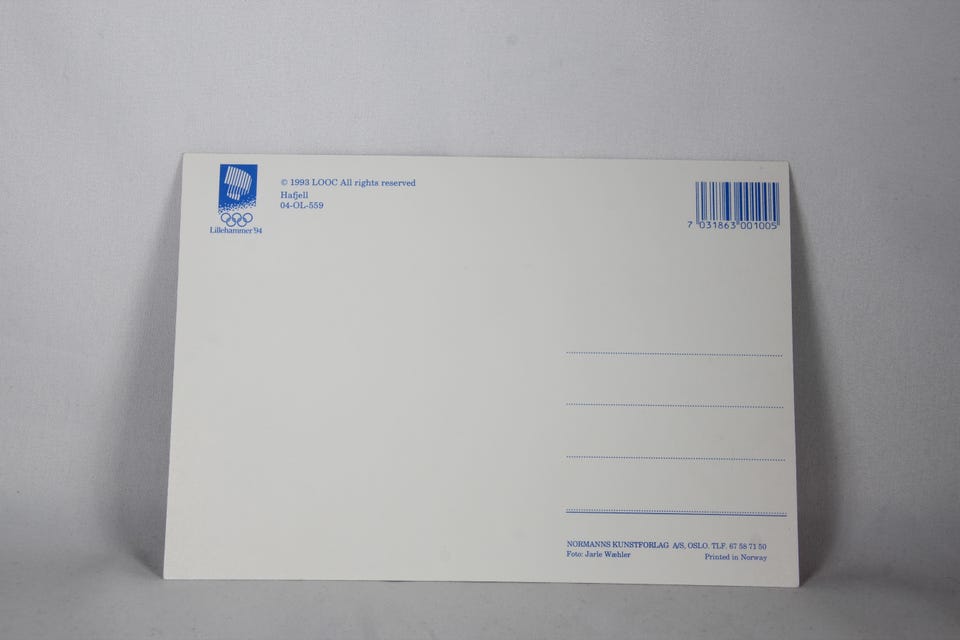 © 1993 LOOC All rights reserved
Hafjell
04-OL-559
Lillehammer'94
7 031863 001005
NORMANNS KUNSTFORLAG A/S, OSLO. TLF. 67 58 71 50
Foto: Jarle Wæhler
Printed in Norway